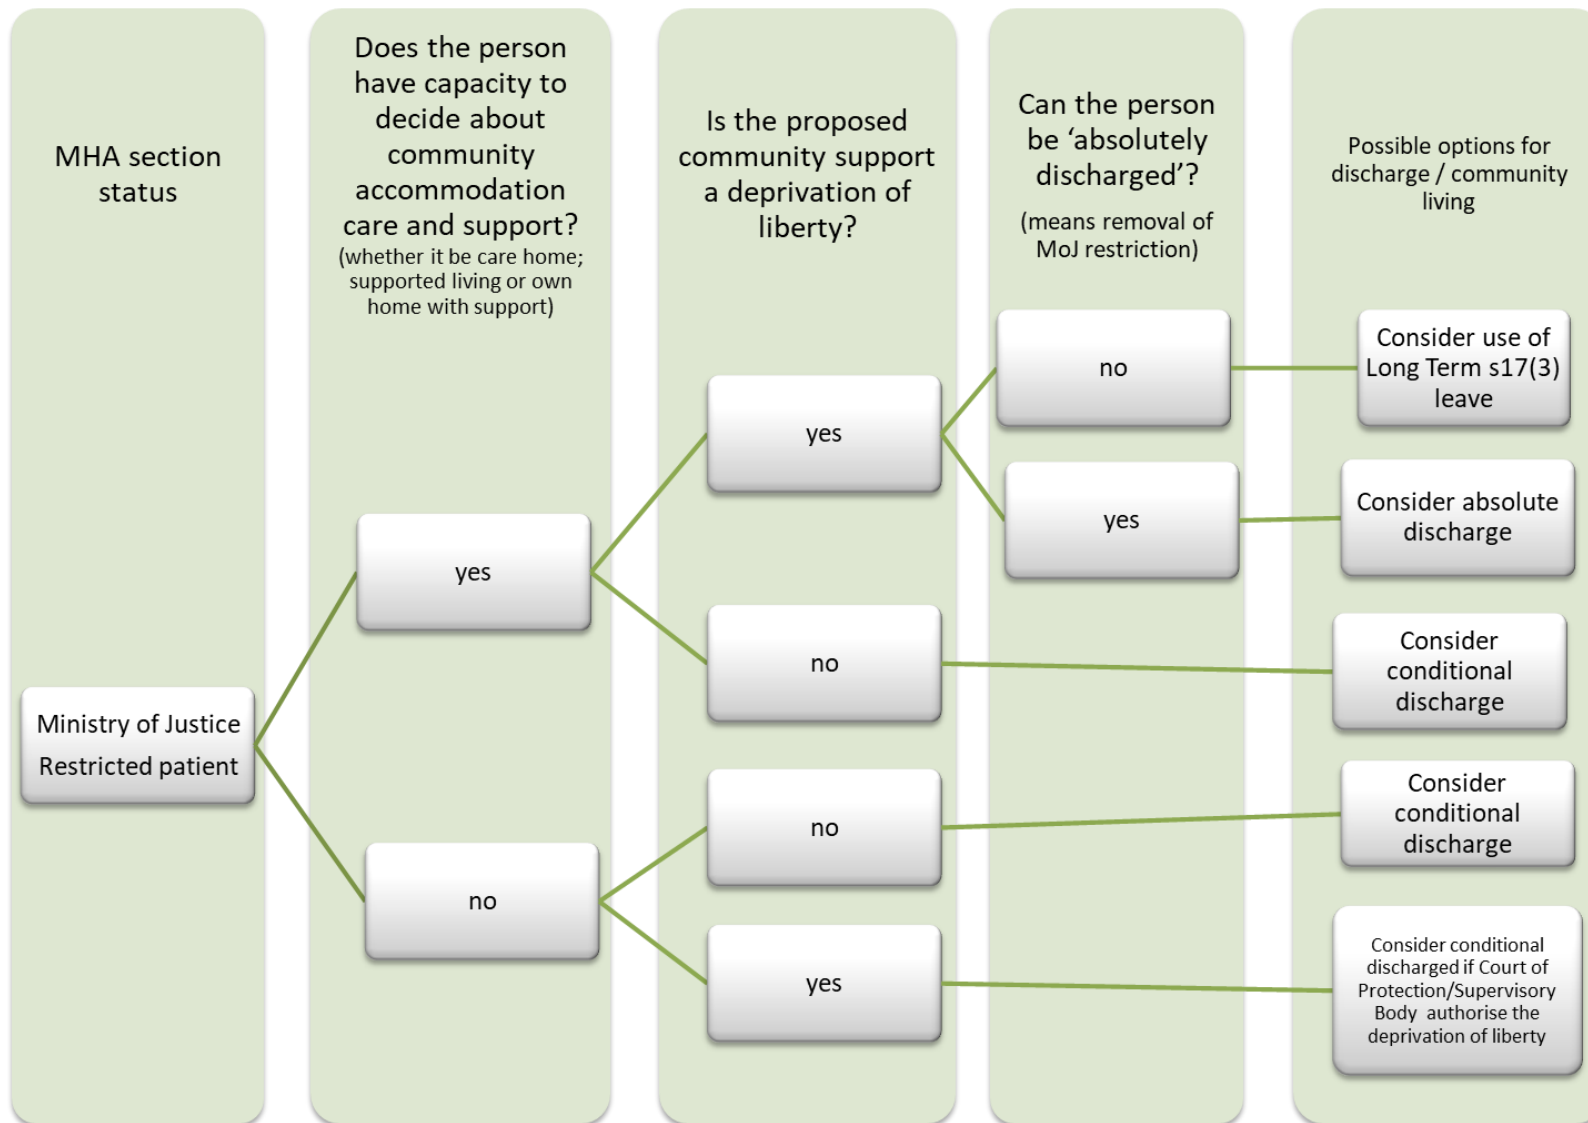 MHA section
status
Does the person
have capacity to
decide about
community
accommodation
care and support?
(whether it be care home;
supported living or own
home with support)
Is the proposed
community support
a deprivation of
liberty?
Can the person
be ‘absolutely
discharged’?
(means removal of
MoJ restriction)
Possible options for
discharge / community
living
Ministry of Justice
Restricted patient
yes
no
yes
no
no
yes
no
yes
Consider use of
Long Term s17(3)
leave
Consider absolute
discharge
Consider
conditional
discharge
Consider
conditional
discharge
Consider conditional
discharged if Court of
Protection/Supervisory
Body authorise the
deprivation of liberty